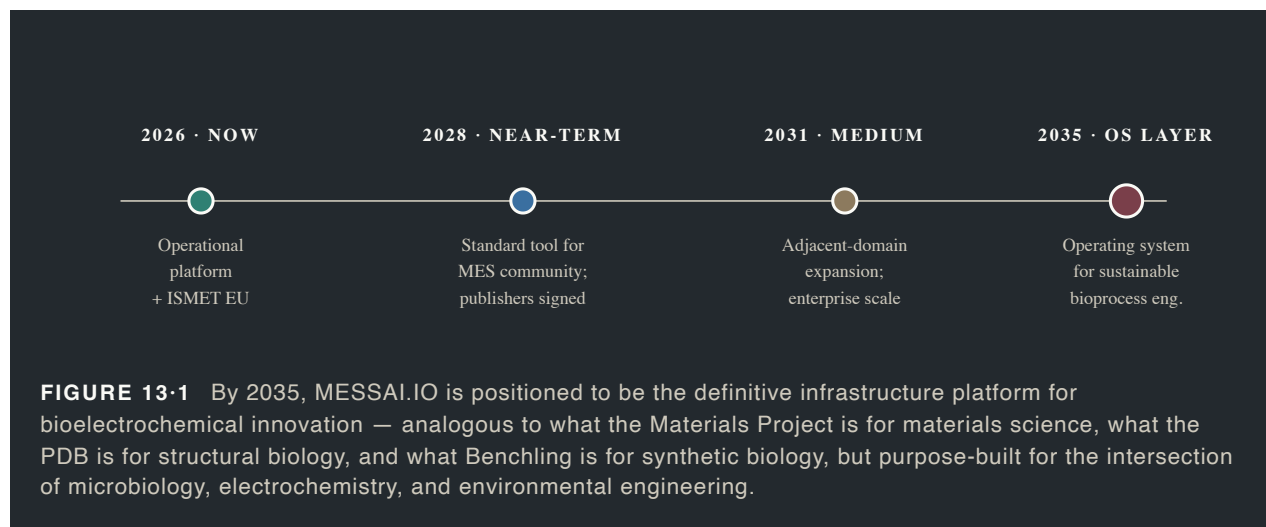 2026 · NOW
2028 · NEAR-TERM
2031 · MEDIUM
2035 · OS LAYER
Operational
platform
+ ISMET EU
Standard tool for
MES community;
publishers signed
Adjacent-domain
expansion;
enterprise scale
Operating system
for sustainable
bioprocess eng.
FIGURE 13·1 By 2035, MESSAI.IO is positioned to be the definitive infrastructure platform for
bioelectrochemical innovation — analogous to what the Materials Project is for materials science, what the
PDB is for structural biology, and what Benchling is for synthetic biology, but purpose-built for the intersection
of microbiology, electrochemistry, and environmental engineering.